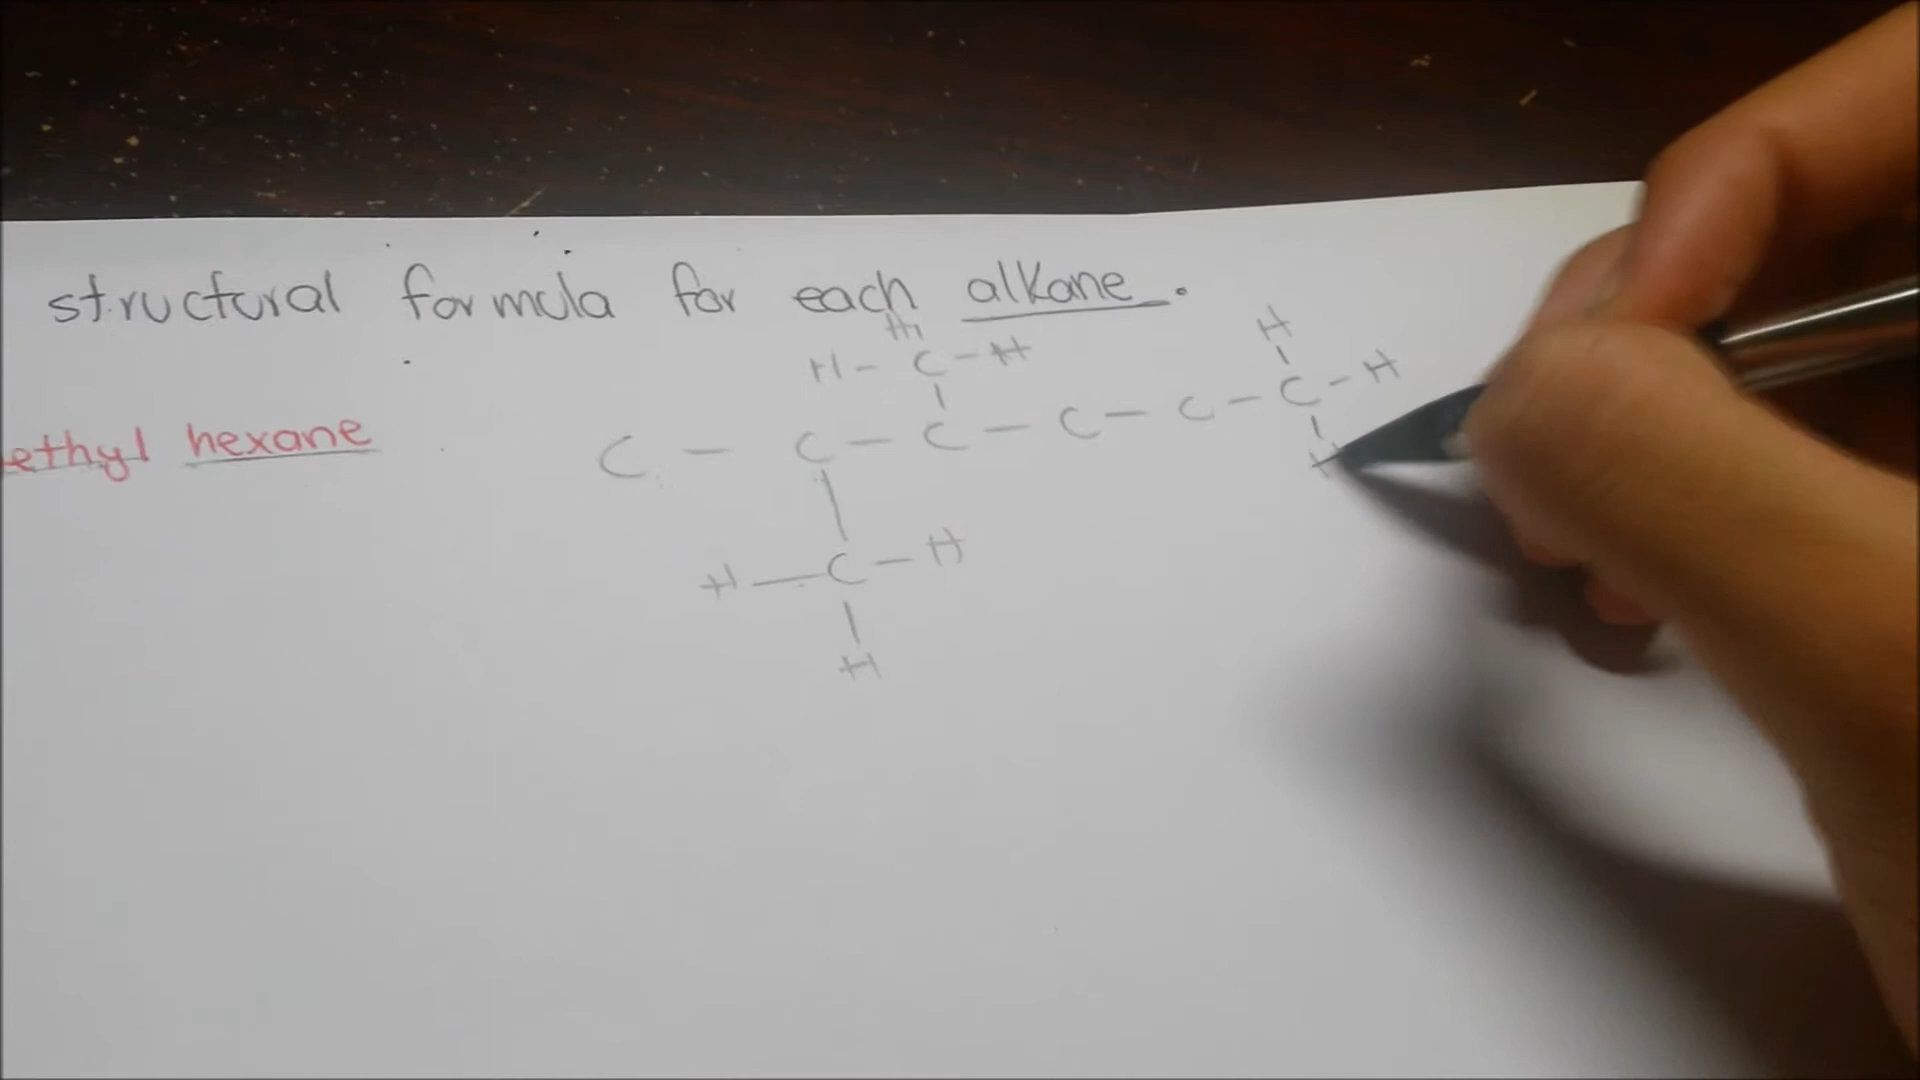 structural formula for each alkane.
H
H - C - H
H
C - C - C - C - C - C - H
ethyl hexane
H - C - H
H